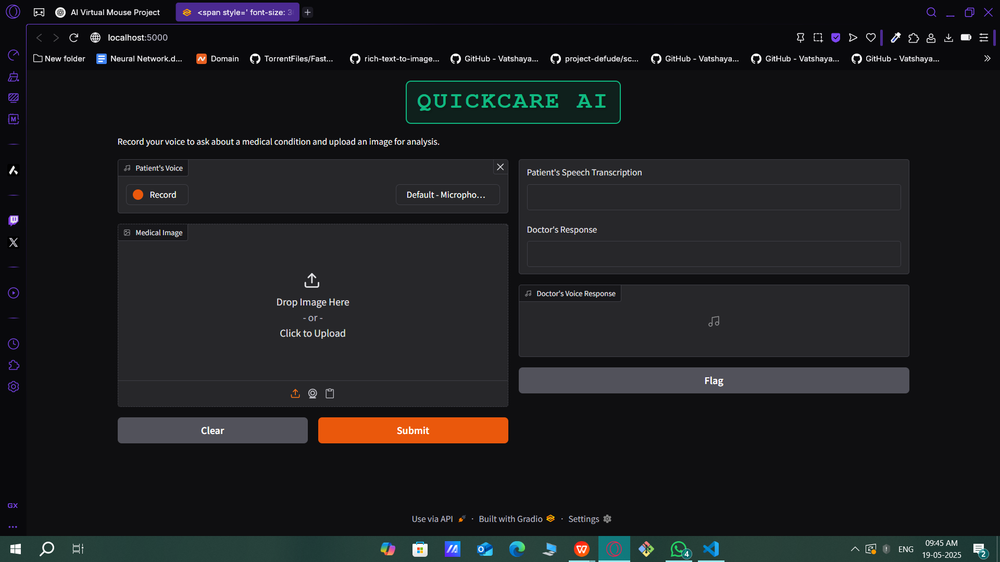 AI Virtual Mouse Project
<span style=' font-size: 3
localhost:5000
New folder
Neural Network.d...
Domain
TorrentFiles/Fast...
rich-text-to-image...
GitHub - Vatshaya...
project-defude/sc...
GitHub - Vatshaya...
GitHub - Vatshaya...
GitHub - Vatshaya...
QUICKCARE AI
Record your voice to ask about a medical condition and upload an image for analysis.
Patient's Voice
Record
Default - Micropho...
Medical Image
Drop Image Here
- or -
Click to Upload
Clear
Submit
Patient's Speech Transcription
Doctor's Response
Doctor's Voice Response
Flag
Use via API
·
Built with Gradio
·
Settings
M
GX
4
ENG
09:45 AM
19-05-2025
2